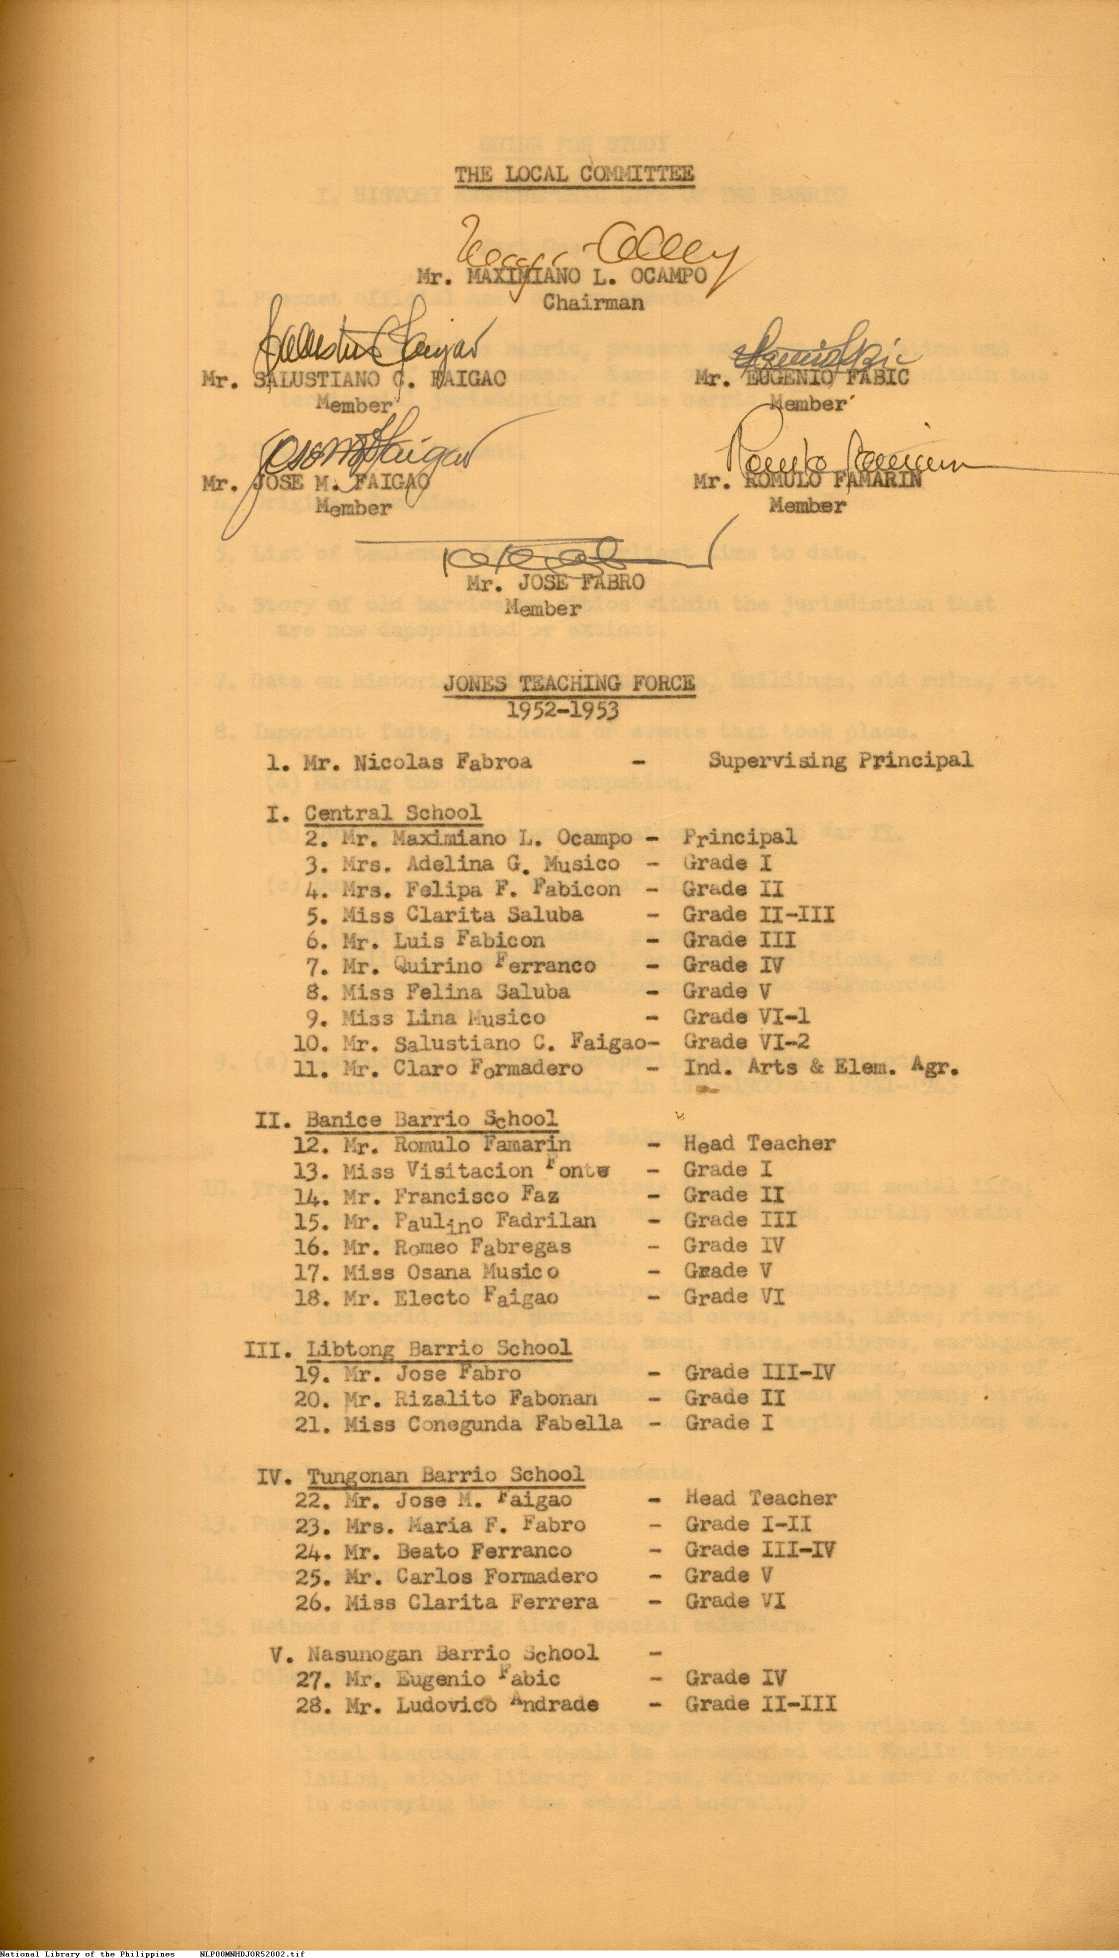 THE LOCAL COMMITTEE
Mr. MAXIMIANO L. OCAMPO
Chairman
Mr. SALUSTIANO C. FAIGAO
Member
Mr. EUGENIO FABIC
Member
Mr. JOSE M. FAIGAO
Member
Mr. ROMULO FAMARIN
Member
Mr. JOSE FABRO
Member
JONES TEACHING FORCE
1952-1953
1. Mr. Nicolas Fabroa - Supervising Principal
I. Central School
2. Mr. Maximiano L. Ocampo - Principal
3. Mrs. Adelina G. Musico - Grade I
4. Mrs. Felipa F. Fabicon - Grade II
5. Miss Clarita Saluba - Grade II-III
6. Mr. Luis Fabicon - Grade III
7. Mr. Quirino Ferranco - Grade IV
8. Miss Felina Saluba - Grade V
9. Miss Lina Musico - Grade VI-1
10. Mr. Salustiano C. Faigao- Grade VI-2
11. Mr. Claro Formadero - Ind. Arts & Elem. Agr.
II. Banice Barrio School
12. Mr. Romulo Famarin - Head Teacher
13. Miss Visitacion Fonte - Grade I
14. Mr. Francisco Faz - Grade II
15. Mr. Paulino Fadrilan - Grade III
16. Mr. Romeo Fabregas - Grade IV
17. Miss Osana Musico - Grade V
18. Mr. Electo Faigao - Grade VI
III. Libtong Barrio School
19. Mr. Jose Fabro - Grade III-IV
20. Mr. Rizalito Fabonan - Grade II
21. Miss Conegunda Fabella - Grade I
IV. Tungonan Barrio School
22. Mr. Jose M. Faigao - Head Teacher
23. Mrs. Maria F. Fabro - Grade I-II
24. Mr. Beato Ferranco - Grade III-IV
25. Mr. Carlos Formadero - Grade V
26. Miss Clarita Ferrera - Grade VI
V. Nasunogan Barrio School -
27. Mr. Eugenio Fabic - Grade IV
28. Mr. Ludovico Andrade - Grade II-III
National Library of the Philippines NLPOOMNHDJOR52002.tif